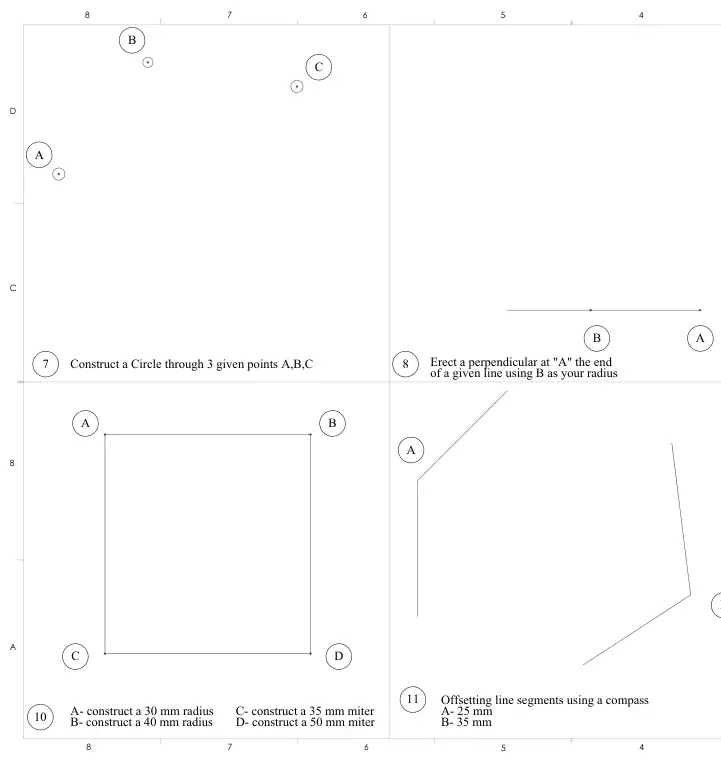 8 7 6 5 4
B
C
D
A
C
B A
7 Construct a Circle through 3 given points A,B,C
8 Erect a perpendicular at "A" the end
of a given line using B as your radius
A B
A
B
C D
A
10 A- construct a 30 mm radius C- construct a 35 mm miter
B- construct a 40 mm radius D- construct a 50 mm miter
11 Offsetting line segments using a compass
A- 25 mm
B- 35 mm
8 7 6 5 4